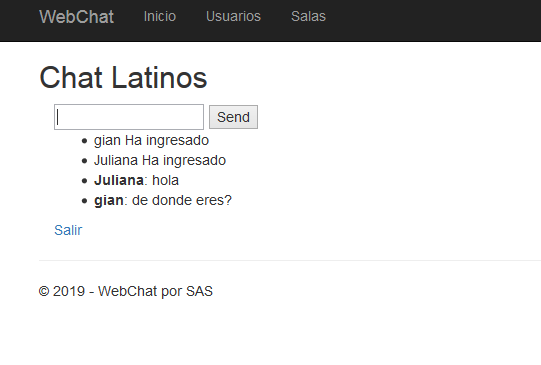 WebChat Inicio Usuarios Salas
Chat Latinos
Send
gian Ha ingresado
Juliana Ha ingresado
Juliana: hola
gian: de donde eres?
Salir
© 2019 - WebChat por SAS